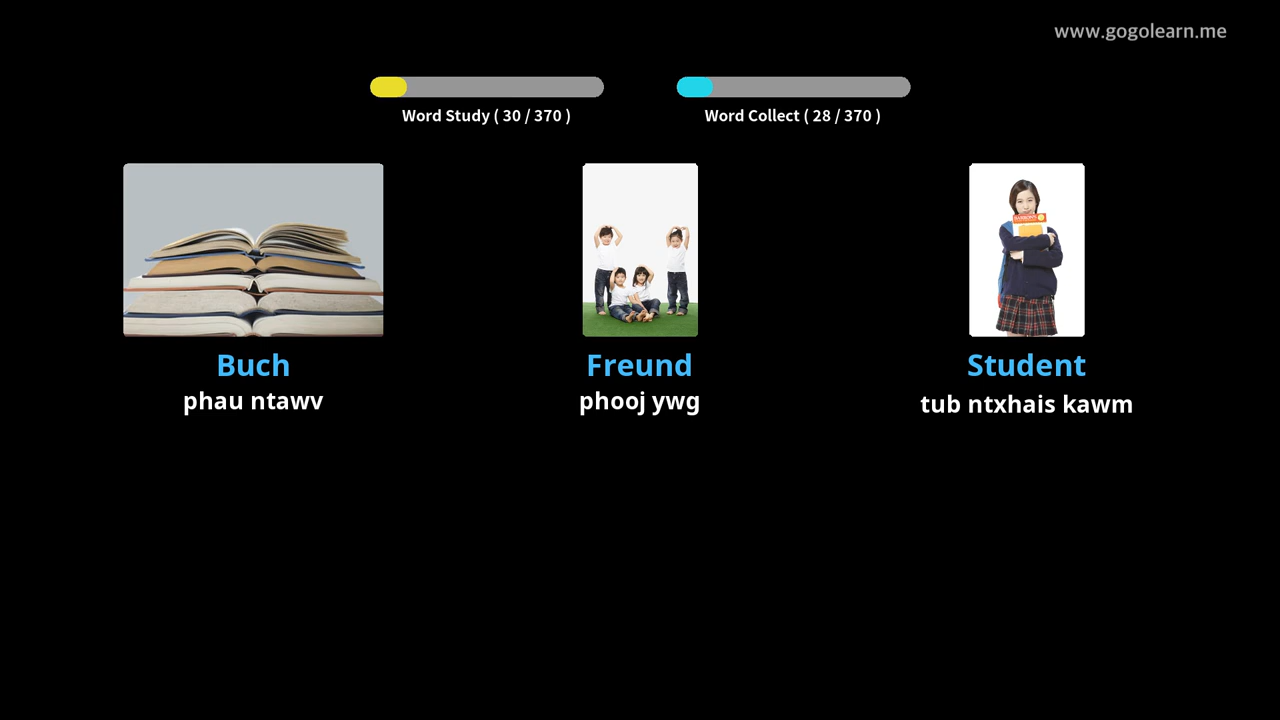 www.gogolearn.me
Word Study ( 30 / 370 )
Word Collect ( 28 / 370 )
Buch
phau ntawv
Freund
phooj ywg
Student
tub ntxhais kawm